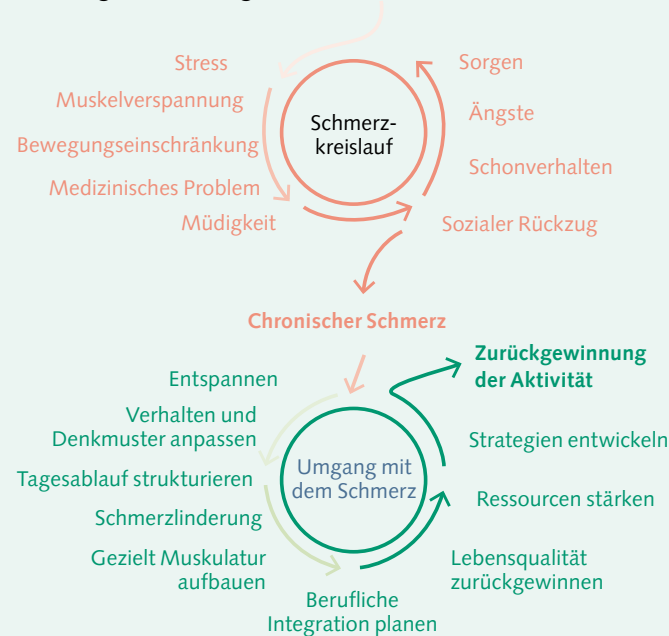 Stress
Muskelverspannung
Bewegungseinschränkung
Medizinisches Problem
Müdigkeit
Schmerz-
kreislauf
Sorgen
Ängste
Schonverhalten
Sozialer Rückzug
Chronischer Schmerz
Entspannen
Verhalten und
Denkmuster anpassen
Tagesablauf strukturieren
Schmerzlinderung
Gezielt Muskulatur
aufbauen
Umgang mit
dem Schmerz
Berufliche
Integration planen
Zurückgewinnung
der Aktivität
Strategien entwickeln
Ressourcen stärken
Lebensqualität
zurückgewinnen